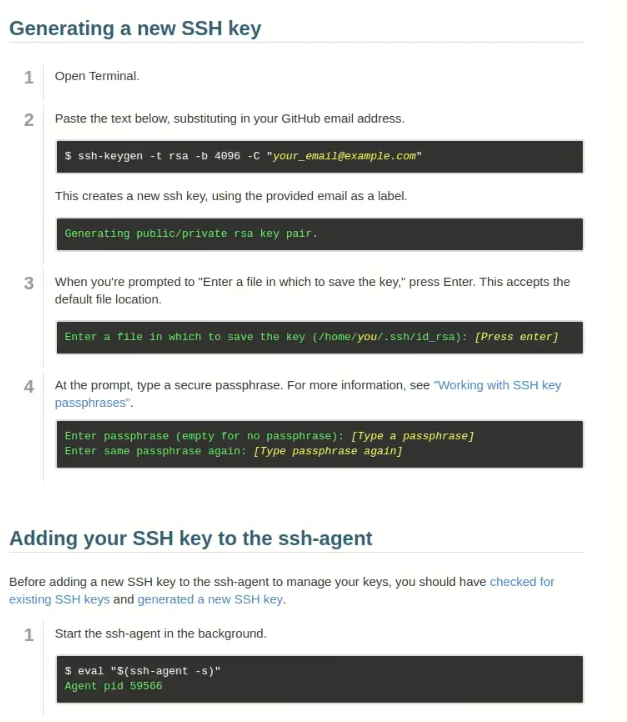 Generating a new SSH key
1 Open Terminal.
2 Paste the text below, substituting in your GitHub email address.
$ ssh-keygen -t rsa -b 4096 -C "your_email@example.com"
This creates a new ssh key, using the provided email as a label.
Generating public/private rsa key pair.
3 When you're prompted to "Enter a file in which to save the key," press Enter. This accepts the
default file location.
Enter a file in which to save the key (/home/you/.ssh/id_rsa): [Press enter]
4 At the prompt, type a secure passphrase. For more information, see "Working with SSH key
passphrases".
Enter passphrase (empty for no passphrase): [Type a passphrase]
Enter same passphrase again: [Type passphrase again]
Adding your SSH key to the ssh-agent
Before adding a new SSH key to the ssh-agent to manage your keys, you should have checked for
existing SSH keys and generated a new SSH key.
1 Start the ssh-agent in the background.
$ eval "$(ssh-agent -s)"
Agent pid 59566